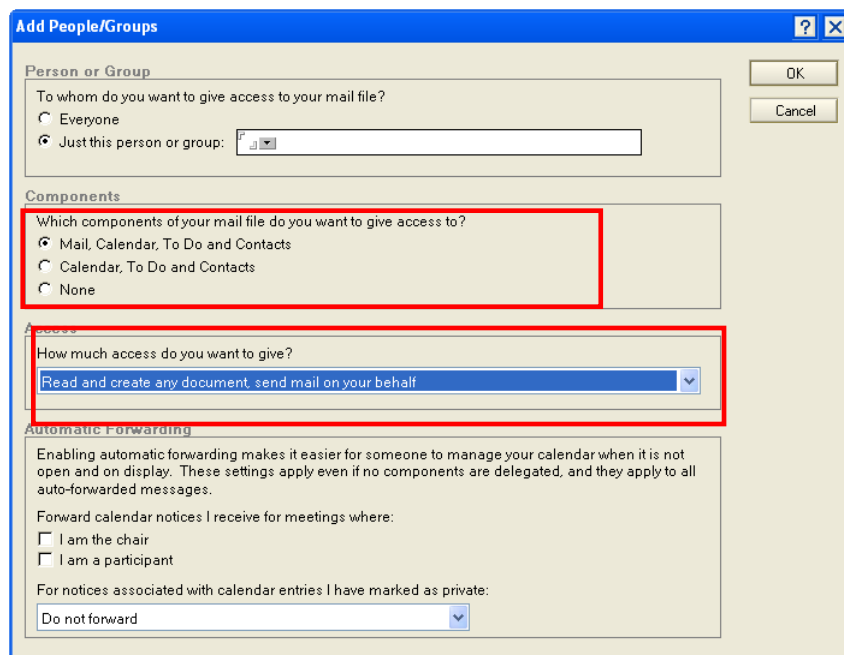 Add People/Groups
Person or Group
OK
To whom do you want to give access to your mail file?
Everyone
Cancel
Just this person or group:
Components
Which components of your mail file do you want to give access to?
Mail, Calendar, To Do and Contacts
Calendar, To Do and Contacts
None
Access
How much access do you want to give?
Read and create any document, send mail on your behalf
Automatic Forwarding
Enabling automatic forwarding makes it easier for someone to manage your calendar when it is not
open and on display. These settings apply even if no components are delegated, and they apply to all
auto-forwarded messages.
Forward calendar notices I receive for meetings where:
I am the chair
I am a participant
For notices associated with calendar entries I have marked as private:
Do not forward